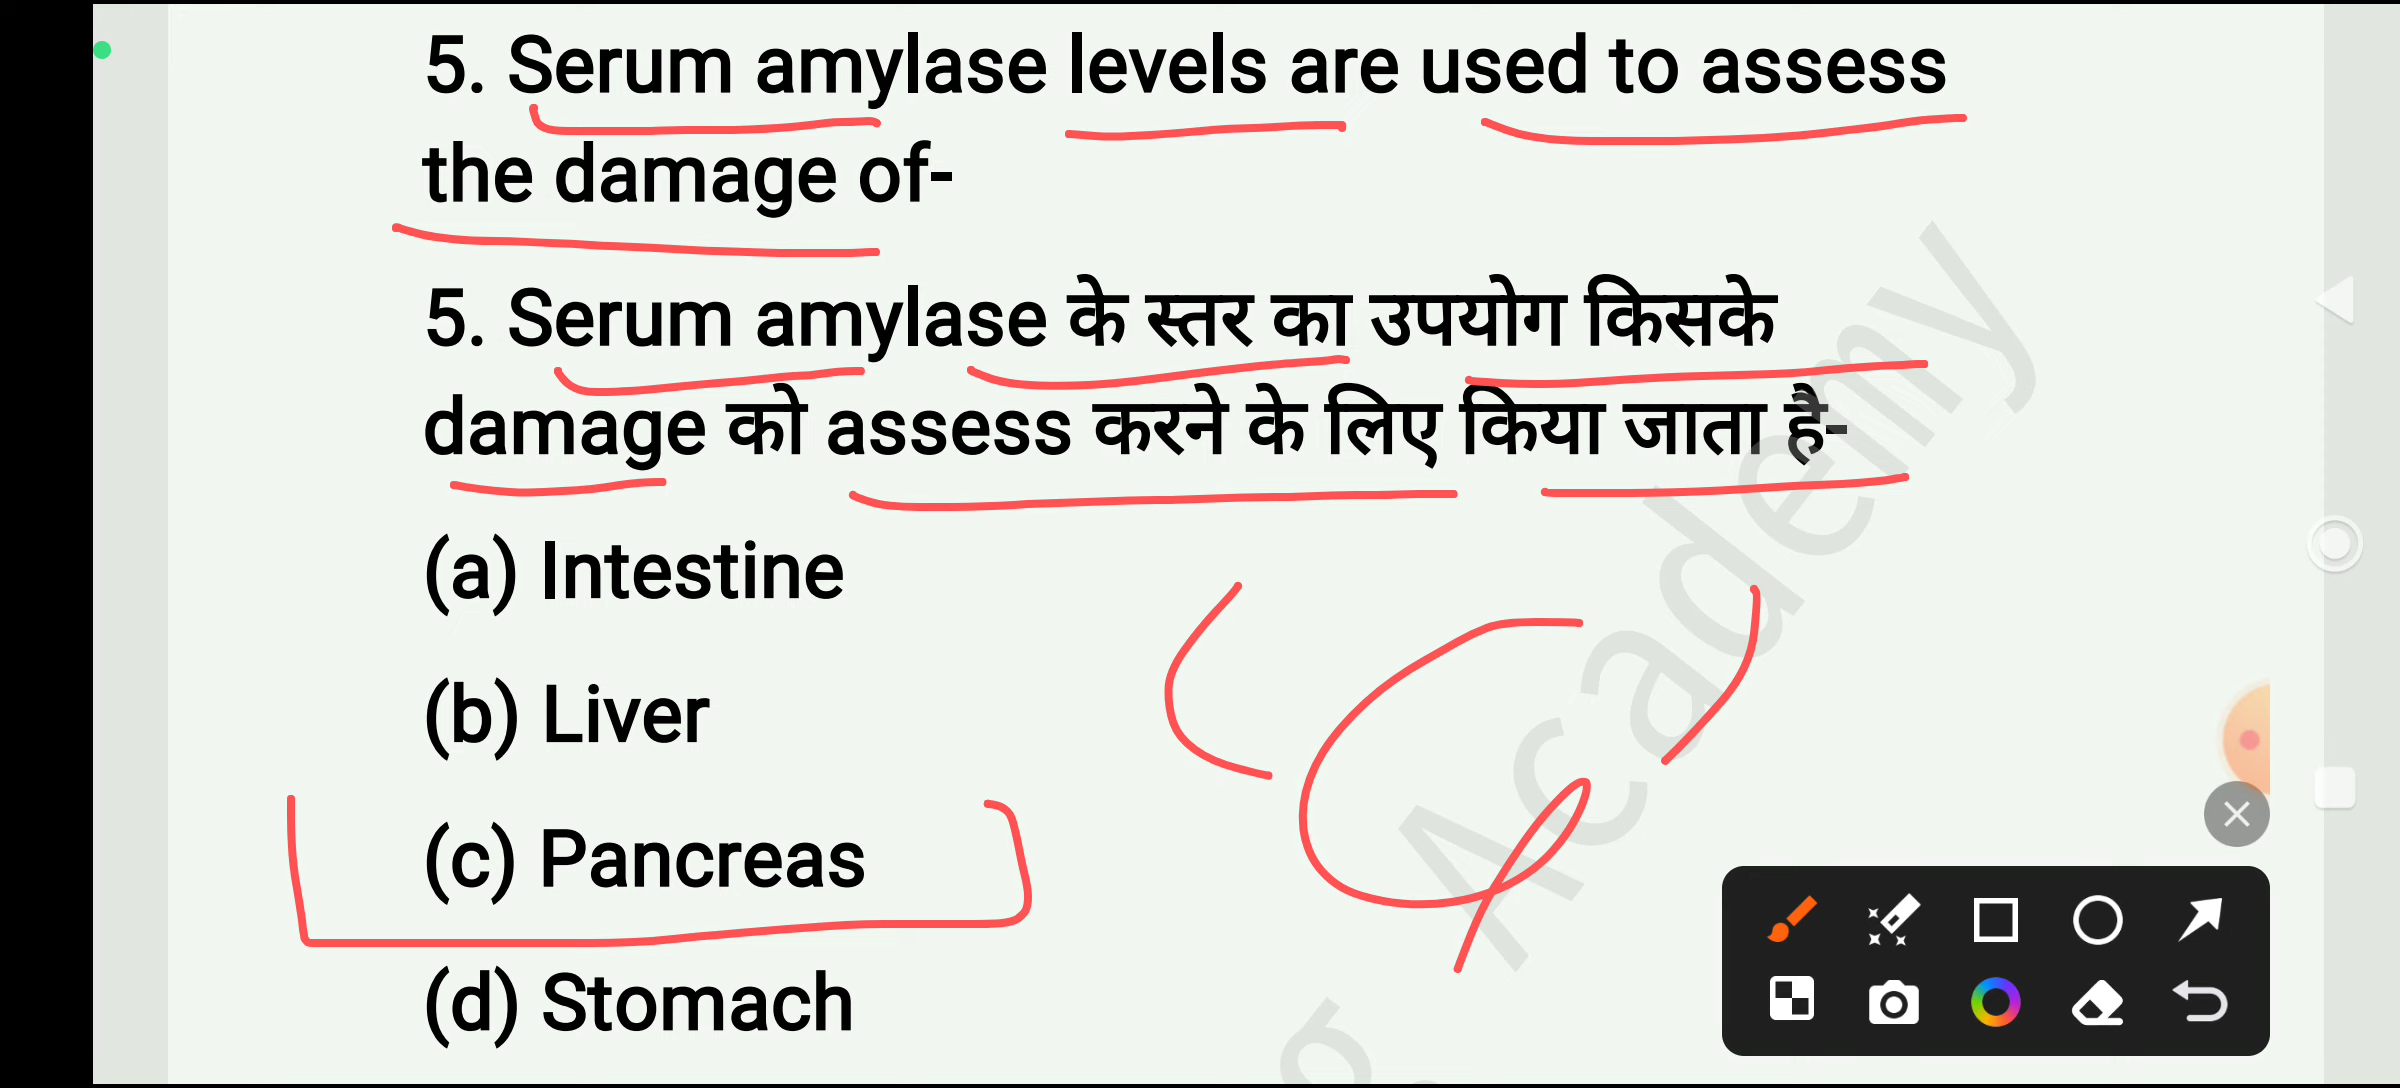 5. Serum amylase levels are used to assess
the damage of-
5. Serum amylase के स्तर का उपयोग किसके
damage को assess करने के लिए किया जाता है-
(a) Intestine
(b) Liver
(c) Pancreas
(d) Stomach
g Academy